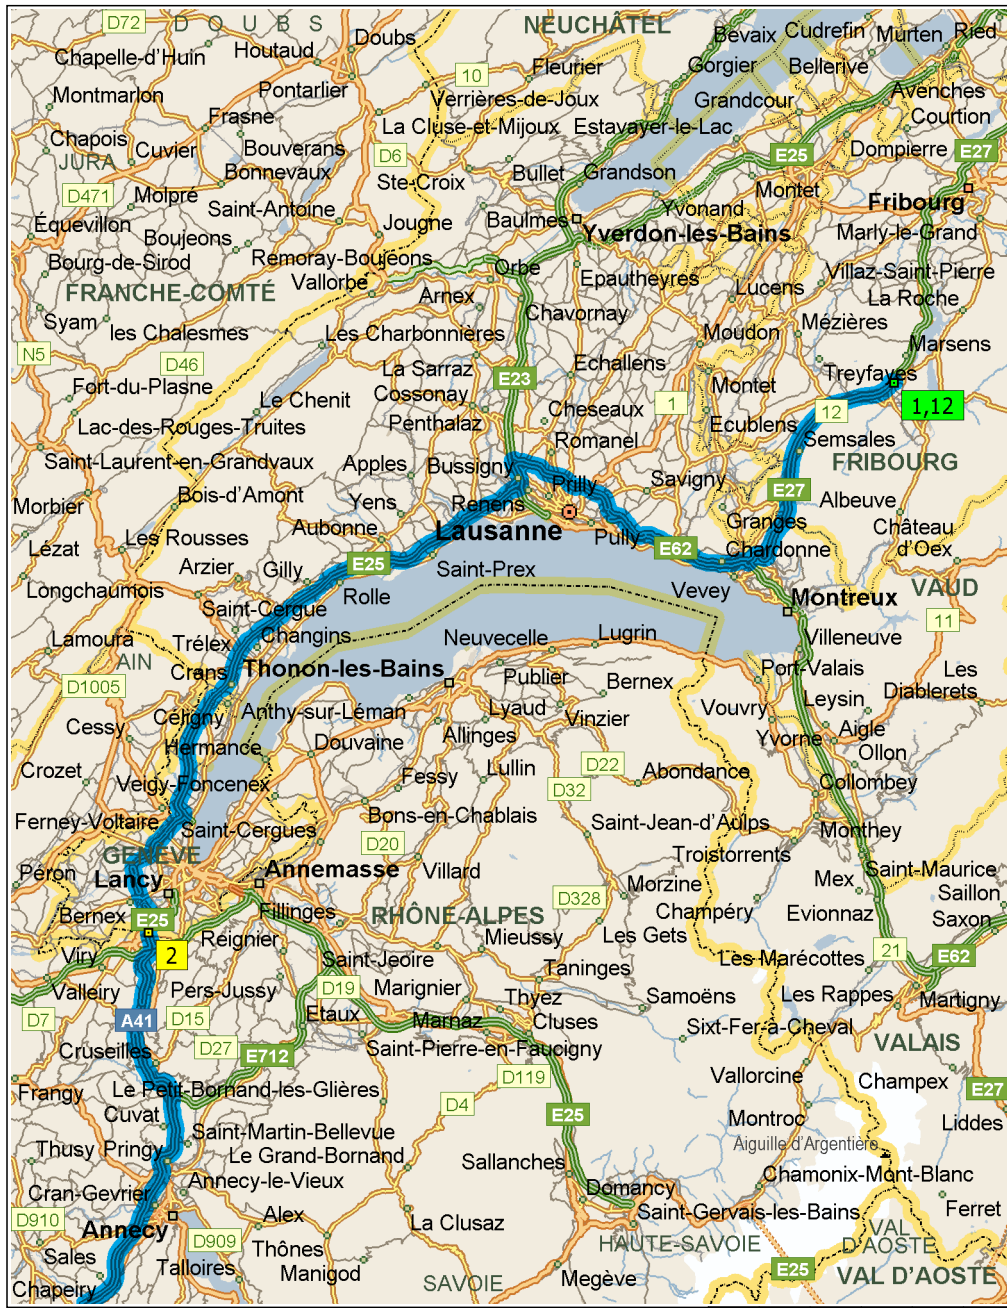 D72
DOUBS
NEUCHÂTEL
Bevaix
Cudrefin
Murten
Ried
Doubs
Houtaud
Chapelle-d'Huin
Fleurier
Gorgier
Bellerive
10
Pontarlier
Verrières-de-Joux
Grandcour
Avenches
Montmarlon
Frasne
La Cluse-et-Mijoux
Estavayer-le-Lac
Courtion
Chapois
JURA
Cuvier
Bouverans
D6
E25
Dompierre
E27
Bonnevaux
Ste-Croix
Bullet
Grandson
Montet
D471
Molpré
Saint-Antoine
Jougne
Baulmes
Yvonand
Fribourg
Équevillon
Boujeons
Yverdon-les-Bains
Marly-le-Grand
Bourg-de-Sirod
Remoray-Boujeons
Orbe
Epautheyres
Villaz-Saint-Pierre
Vallorbe
FRANCHE-COMTÉ
Arnex
Lucens
La Roche
Syam
les Chalesmes
Les Charbonnières
Chavornay
Moudon
Mézières
N5
D46
La Sarraz
Echallens
Marsens
Fort-du-Plasne
E23
Montet
Treyfayes
Le Chenit
Cossonay
Cheseaux
1
12
1,12
Lac-des-Rouges-Truites
Penthalaz
Ecublens
Romanel
Semsales
Saint-Laurent-en-Grandvaux
Apples
Bussigny
FRIBOURG
Morbier
Bois-d'Amont
Yens
Renens
Prilly
Savigny
E27
Albeuve
Lézat
Les Rousses
Aubonne
Lausanne
Pully
Granges
Château
d'Oex
Arzier
Gilly
E25
E62
Chardonne
Longchaumois
Saint-Prex
Vevey
VAUD
Rolle
Montreux
Saint-Cergue
11
Lamoura
Trélex
Changins
Neuvecelle
Lugrin
Villeneuve
AIN
Crans
Thonon-les-Bains
Port-Valais
Les
Diablerets
D1005
Publier
Bernex
Leysin
Cessy
Céligny
Anthy-sur-Léman
Lyaud
Vinzier
Vouvry
Aigle
Hermance
Douvaine
Allinges
Yvorne
Ollon
Crozet
Veigy-Foncenex
Fessy
Lullin
D22
Abondance
Collombey
D32
Ferney-Voltaire
Saint-Cergues
Bons-en-Chablais
Saint-Jean-d'Aulps
Monthey
GENÈVE
D20
Troistorrents
Péron
Lancy
Annemasse
Villard
Saint-Maurice
Mex
Saillon
Bernex
E25
Fillinges
RHÔNE-ALPES
D328
Morzine
Champéry
Evionnaz
Saxon
2
Réignier
Mieussy
Les Gets
Viry
Saint-Jeoire
Taninges
Les Marécottes
21
E62
Valleiry
Pers-Jussy
D19
Marignier
Thyez
Samoëns
Les Rappes
Martigny
D7
A41
D15
Etaux
Marnaz
Cluses
Sixt-Fer-à-Cheval
Cruseilles
D27
E712
Saint-Pierre-en-Faucigny
VALAIS
D119
Vallorcine
Champex
Frangy
Le Petit-Bornand-les-Glières
E27
Cuvat
D4
E25
Montroc
Liddes
Saint-Martin-Bellevue
Aiguille d'Argentière
Thusy
Pringy
Le Grand-Bornand
Sallanches
Chamonix-Mont-Blanc
Cran-Gevrier
Annecy-le-Vieux
Domancy
D910
Annecy
Alex
La Clusaz
Saint-Gervais-les-Bains
Ferret
D909
Thônes
HAUTE-SAVOIE
VAL
D'AOSTE
Sales
Talloires
Manigod
Megève
E25
VAL D'AOSTE
Chapeiry
SAVOIE